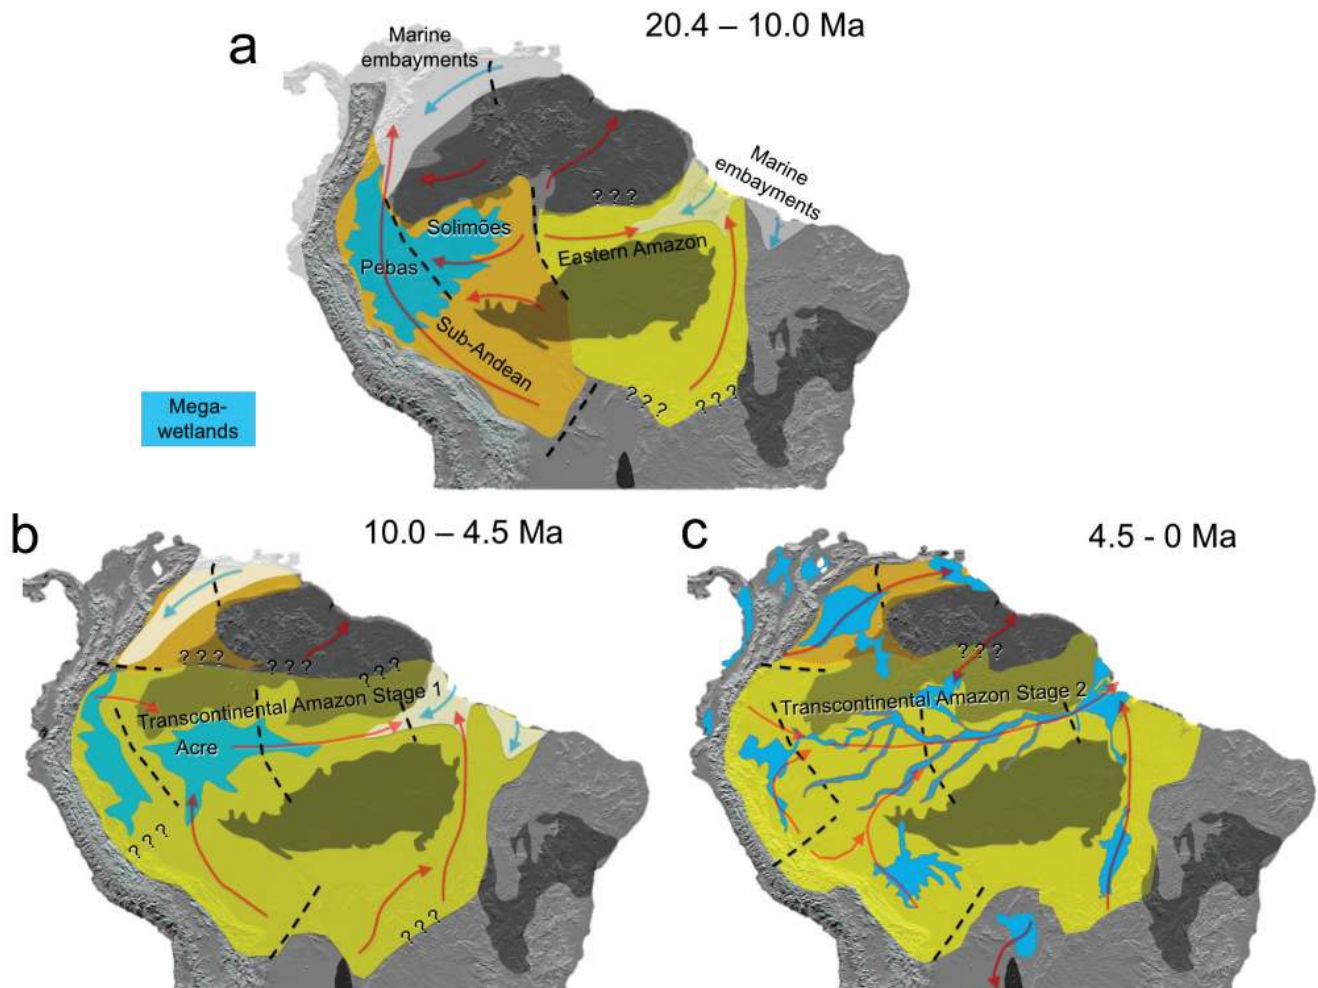 a
20.4 – 10.0 Ma
Marine
embayments
Marine
embayments
? ? ?
Solimões
Eastern Amazon
Pebas
Sub-Andean
? ? ?
? ? ?
Mega-
wetlands
b
10.0 – 4.5 Ma
? ? ?
? ? ?
? ? ?
Transcontinental Amazon Stage 1
Acre
? ? ?
? ? ?
c
4.5 - 0 Ma
? ? ?
Transcontinental Amazon Stage 2